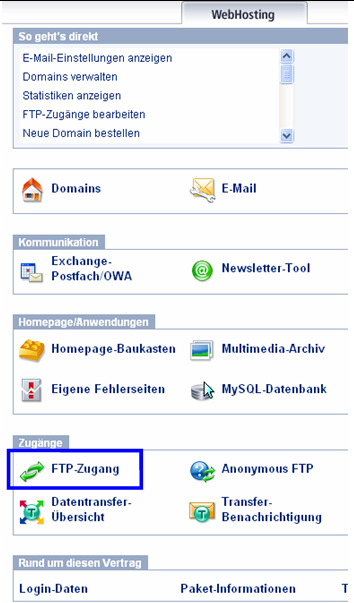 WebHosting
So geht's direkt
E-Mail-Einstellungen anzeigen
Domains verwalten
Statistiken anzeigen
FTP-Zugänge bearbeiten
Neue Domain bestellen
Domains
E-Mail
Kommunikation
Exchange-
Postfach/OWA
Newsletter-Tool
Homepage/Anwendungen
Homepage-Baukasten
Multimedia-Archiv
Eigene Fehlerseiten
MySQL-Datenbank
Zugänge
FTP-Zugang
Anonymous FTP
Datentransfer-
Übersicht
Transfer-
Benachrichtigung
Rund um diesen Vertrag
Login-Daten
Paket-Informationen
T